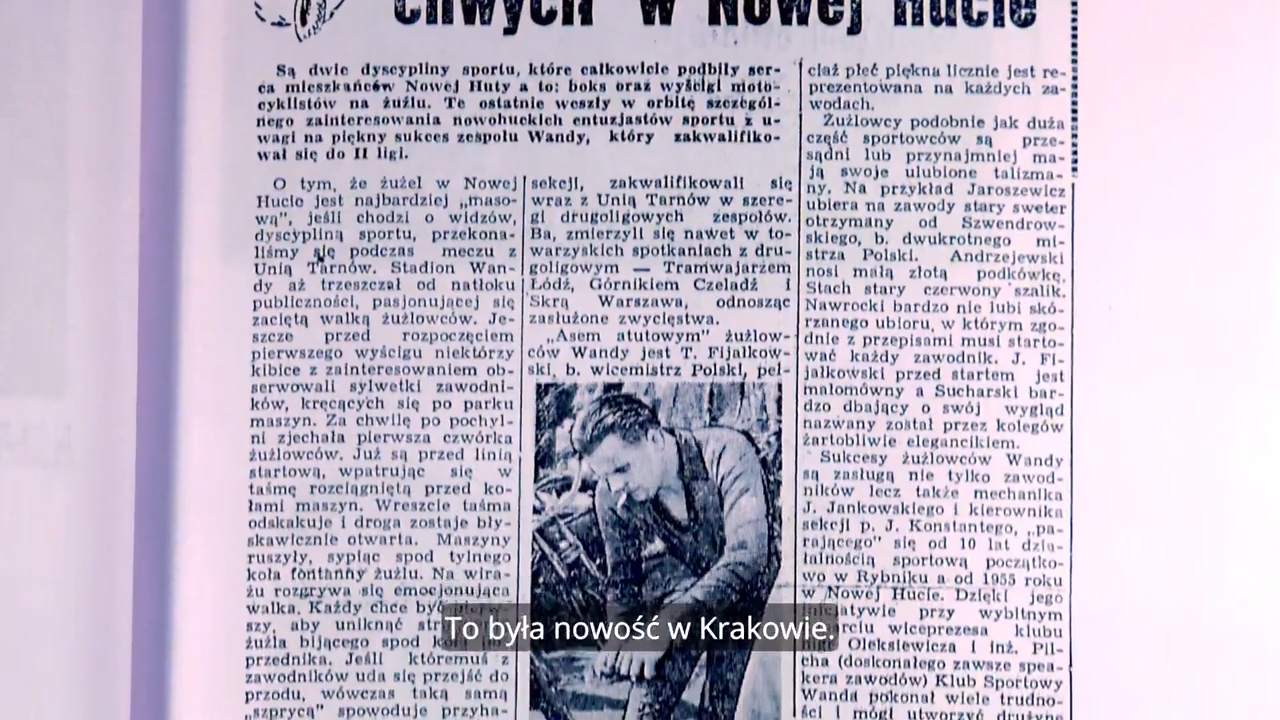 chwych" w Nowej Hucie
Są dwie dyscypliny sportu, które całkowicie podbiły ser-
ca mieszkańców Nowej Huty a to: boks oraz wyścigi moto-
cyklistów na żużlu. Te ostatnie weszły w orbitę szczegól-
nego zainteresowania nowohuckich entuzjastów sportu z u-
wagi na piękny sukces zespołu Wandy, który zakwalifiko-
wał się do II ligi.
O tym, że żużel w Nowej
Hucie jest najbardziej „maso-
wą", jeśli chodzi o widzów,
dyscypliną sportu, przekona-
liśmy się podczas meczu z
Unią Tarnów. Stadion Wan-
dy aż trzeszczał od natłoku
publiczności, pasjonującej się
zaciętą walką żużlowców. Je-
szcze przed rozpoczęciem
pierwszego wyścigu niektórzy
kibice z zainteresowaniem ob-
serwowali sylwetki zawodni-
ków, kręcących się po parku
maszyn. Za chwilę po pochyl-
ni zjechała pierwsza czwórka
żużlowców. Już są przed linią
startową, wpatrując się w
taśmę rozciągniętą przed ko-
łami maszyn. Wreszcie taśma
odskakuje i droga zostaje bły-
skawicznie otwarta. Maszyny
ruszyły, sypiąc spod tylnego
koła fontanny żużlu. Na wira-
żu rozgrywa się emocjonująca
walka. Każdy chce być
szy, aby uniknąć
żużla bijącego spod
przednika. Jeśli któremuś z
zawodników uda się przejść do
przodu, wówczas taką samą
„szprycą" spowoduje przyha-
sekcji, zakwalifikowali się
wraz z Unią Tarnów w szere-
gi drugoligowych zespołów.
Ba, zmierzyli się nawet w to-
warzyskich spotkaniach z dru-
goligowym — Tramwajarzem
Łódź, Górnikiem Czeladź i
Skrą Warszawa, odnosząc
zasłużone zwycięstwa.
„Asem atutowym" żużlow-
ców Wandy jest T. Fijałkow-
ski, b. wicemistrz Polski, peł-
ciaż płeć piękna licznie jest re-
prezentowana na każdych za-
wodach.
Żużlowcy podobnie jak duża
część sportowców są prze-
sądni lub przynajmniej ma-
ją swoje ulubione talizma-
ny. Na przykład Jaroszewicz
ubiera na zawody stary sweter
otrzymany od Szwendrow-
skiego, b. dwukrotnego mi-
strza Polski. Andrzejewski
nosi małą złotą podkówkę,
Stach stary czerwony szalik.
Nawrocki bardzo nie lubi skó-
rzanego ubioru, w którym zgo-
dnie z przepisami musi starto-
wać każdy zawodnik. J. Fi-
jałkowski przed startem jest
małomówny a Sucharski bar-
dzo dbający o swój wygląd
nazwany został przez kolegów
żartobliwie elegancikiem.
Sukcesy żużlowców Wandy
są zasługą nie tylko zawod-
ników lecz także mechanika
J. Jankowskiego i kierownika
sekcji p. J. Konstantego, „pa-
rającego" się od 10 lat dzia-
łalnością sportową początko-
wo w Rybniku a od 1955 roku
w Nowej Hucie. Dzięki jego
inicjatywie przy wybitnym
wiceprezesa klubu
Oleksiewicza i inż. Pil-
cha (doskonałego zawsze spea-
kera zawodów) Klub Sportowy
Wanda pokonał wiele trudno-
ści i mógł utworzyć drużynę
To była nowość w Krakowie.